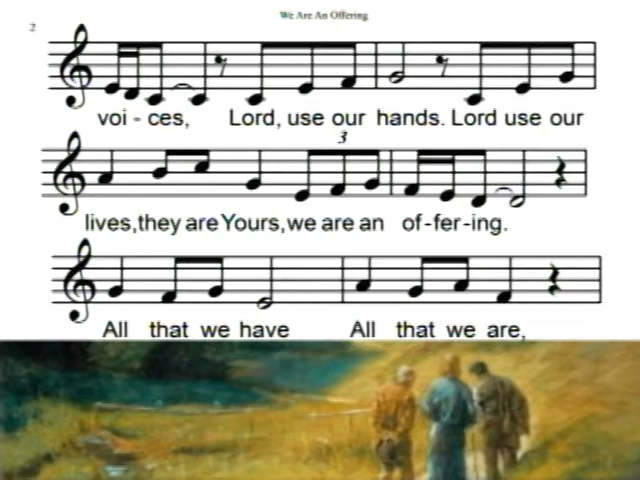 We Are An Offering
2
voi - ces, Lord, use our hands. Lord use our
3
lives,they are Yours,we are an of-fer-ing.
All that we have All that we are,